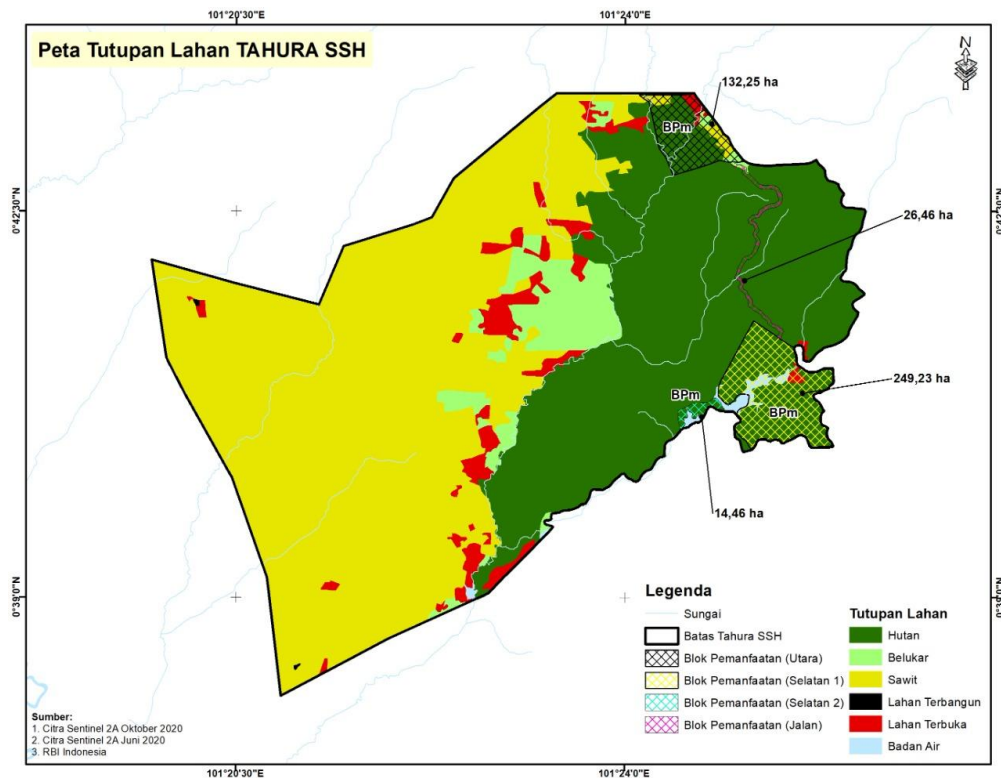 101°20'30"E
101°24'0"E
Peta Tutupan Lahan TAHURA SSH
N
132,25 ha
BPm
0°42'30"N
0°42'30"N
26,46 ha
BPm
249,23 ha
BPm
14,46 ha
0°39'0"N
Legenda
Sungai
Batas Tahura SSH
Blok Pemanfaatan (Utara)
Blok Pemanfaatan (Selatan 1)
Blok Pemanfaatan (Selatan 2)
Blok Pemanfaatan (Jalan)
Tutupan Lahan
Hutan
Belukar
Sawit
Lahan Terbangun
Lahan Terbuka
Badan Air
Sumber:
1. Citra Sentinel 2A Oktober 2020
2. Citra Sentinel 2A Juni 2020
3. RBI Indonesia
101°20'30"E
101°24'0"E